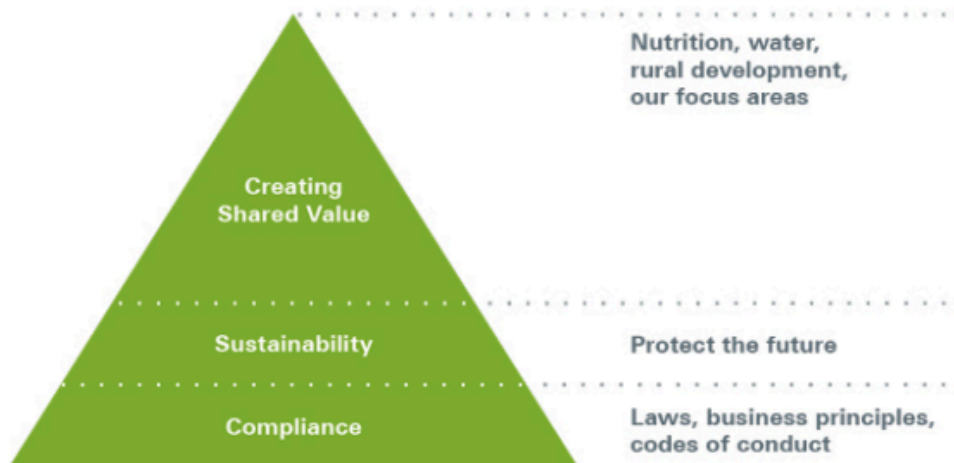 Nutrition, water,
rural development,
our focus areas
Creating
Shared Value
Sustainability
Protect the future
Compliance
Laws, business principles,
codes of conduct